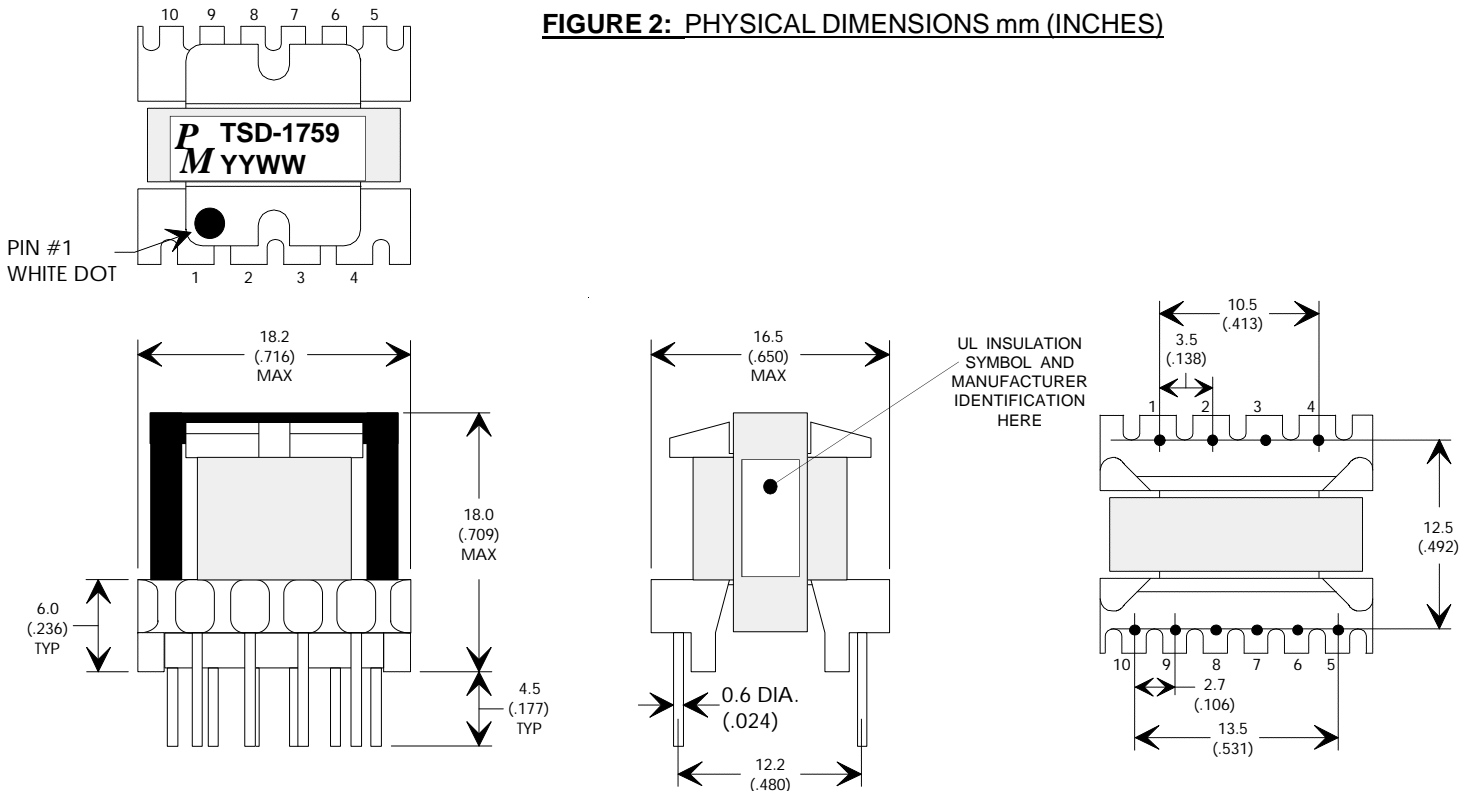 FIGURE 2: PHYSICAL DIMENSIONS mm (INCHES)
10 9 8 7 6 5
PM TSD-1759
YYWW
PIN #1
WHITE DOT
1 2 3 4
18.2
(.716)
MAX
18.0
(.709)
MAX
6.0
(.236)
TYP
4.5
(.177)
TYP
16.5
(.650)
MAX
UL INSULATION
SYMBOL AND
MANUFACTURER
IDENTIFICATION
HERE
0.6 DIA.
(.024)
12.2
(.480)
10.5
(.413)
3.5
(.138)
1 2 3 4
12.5
(.492)
10 9 8 7 6 5
2.7
(.106)
13.5
(.531)